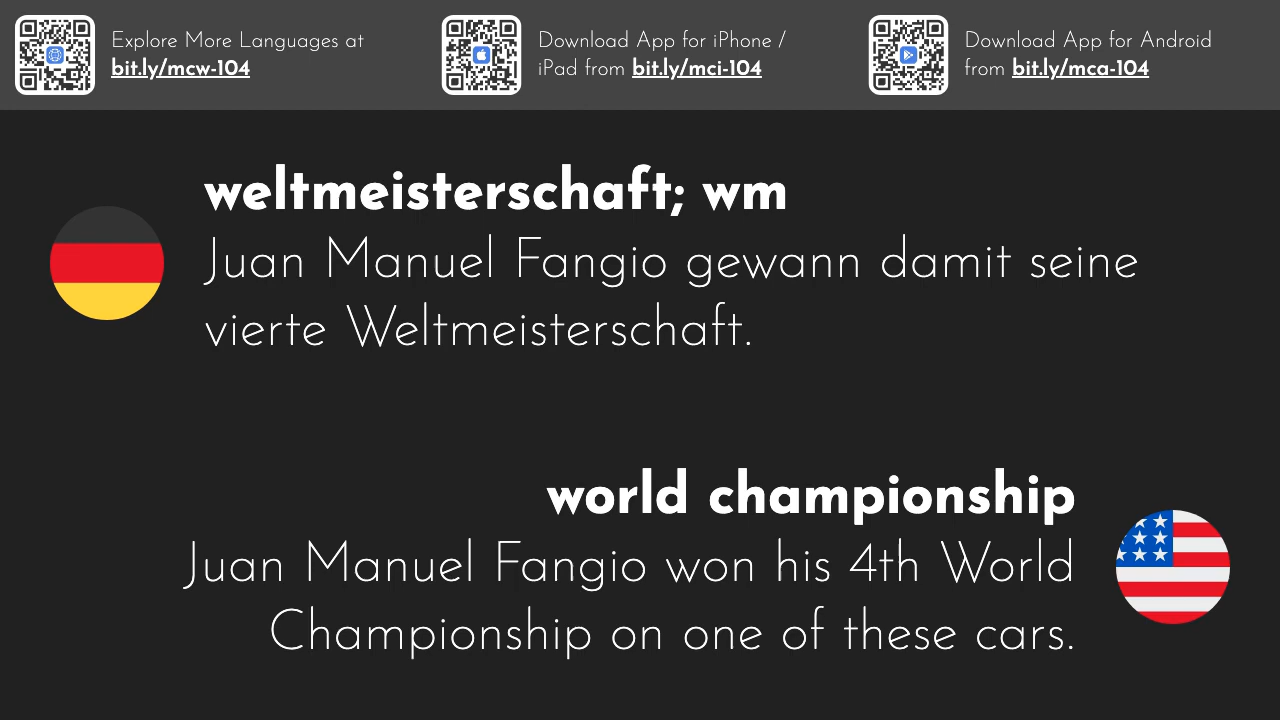 Explore More Languages at
bit.ly/mcw-104
Download App for iPhone /
iPad from bit.ly/mci-104
Download App for Android
from bit.ly/mca-104
weltmeisterschaft; wm
Juan Manuel Fangio gewann damit seine
vierte Weltmeisterschaft.
world championship
Juan Manuel Fangio won his 4th World
Championship on one of these cars.